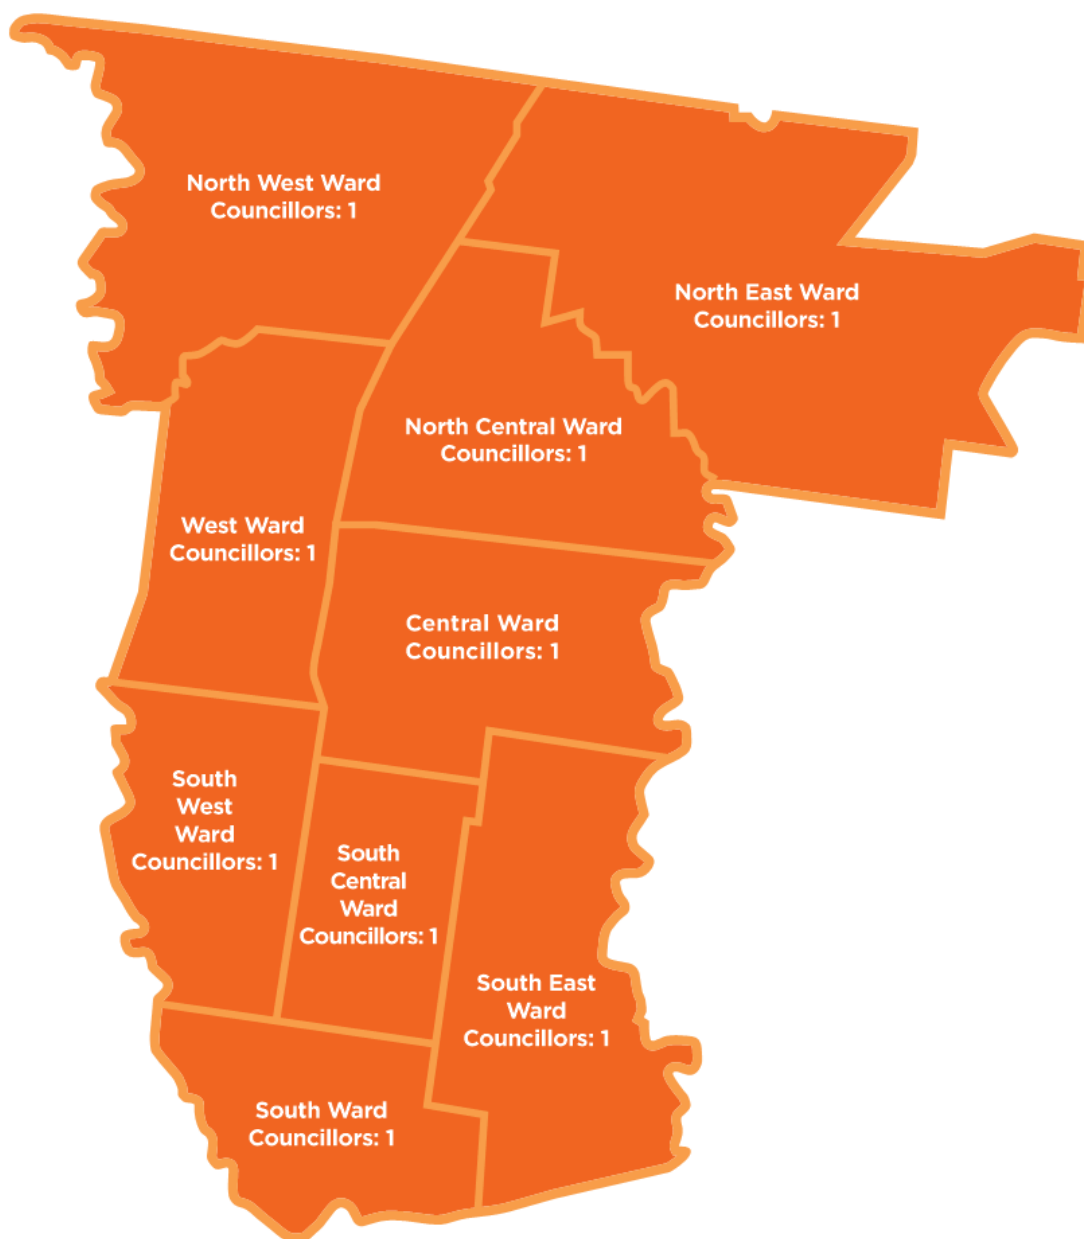 North West Ward
Councillors: 1
North East Ward
Councillors: 1
North Central Ward
Councillors: 1
West Ward
Councillors: 1
Central Ward
Councillors: 1
South
West
Ward
Councillors: 1
South
Central
Ward
Councillors: 1
South East
Ward
Councillors: 1
South Ward
Councillors: 1